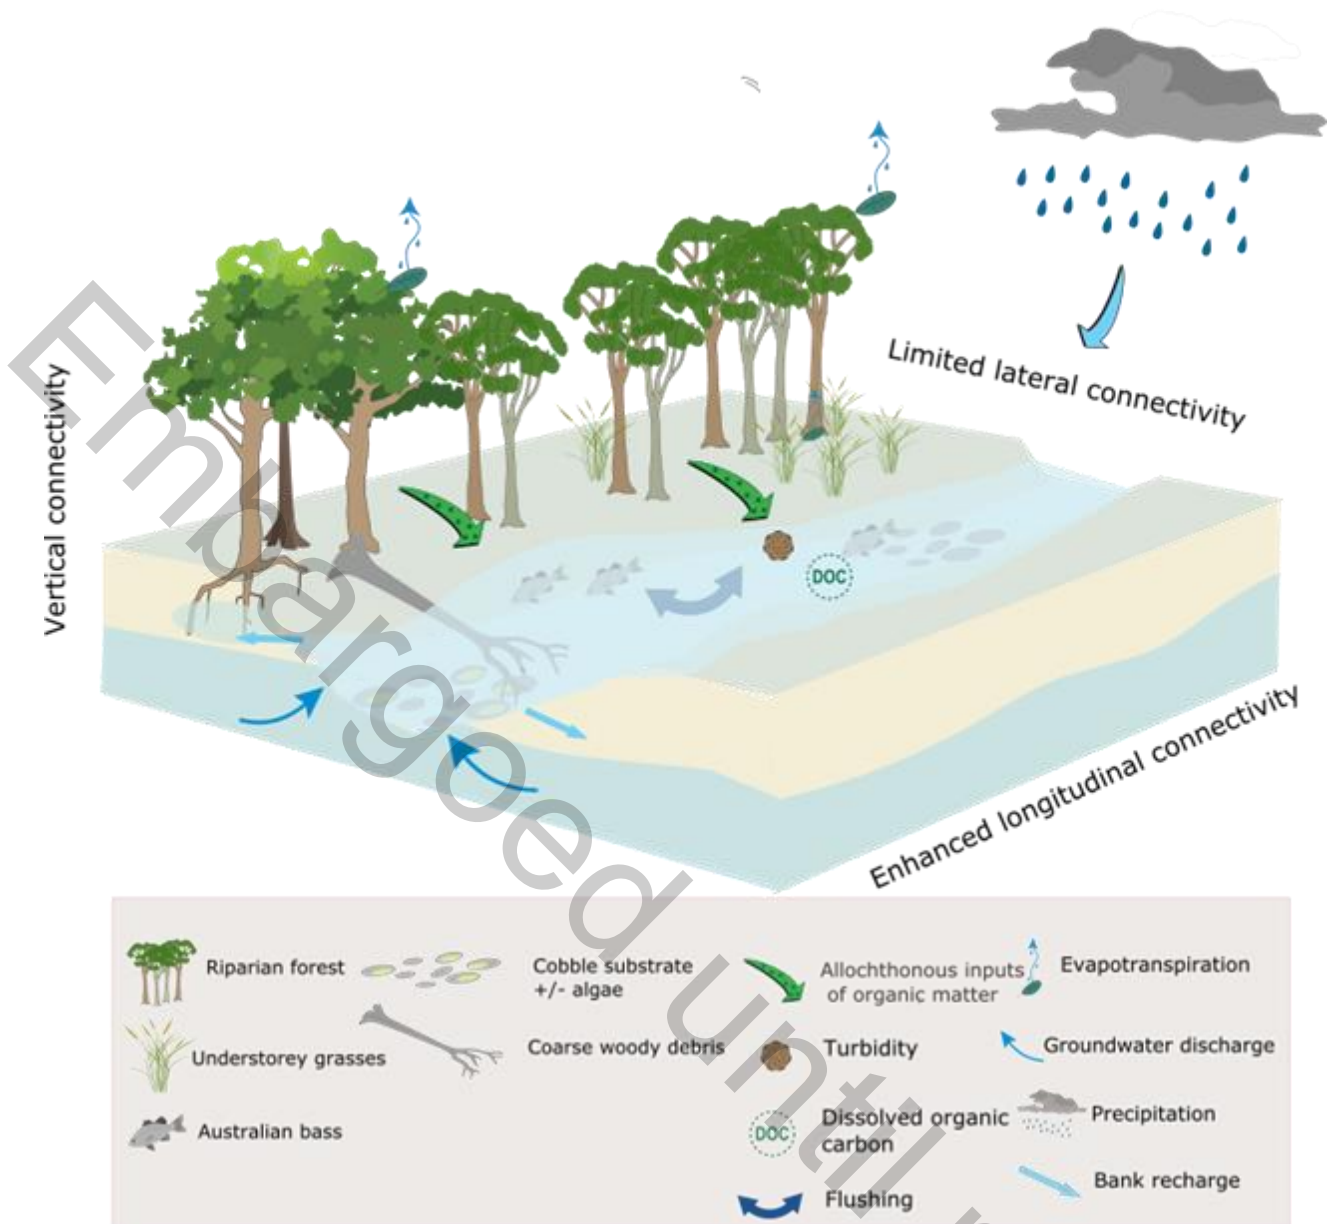 Limited lateral connectivity
Vertical connectivity
DOC
Enhanced longitudinal connectivity
Riparian forest
Understorey grasses
Australian bass
Cobble substrate
+/- algae
Coarse woody debris
Allochthonous inputs
of organic matter
Turbidity
DOC
Dissolved organic
carbon
Flushing
Evapotranspiration
Groundwater discharge
Precipitation
Bank recharge
Embargoed until